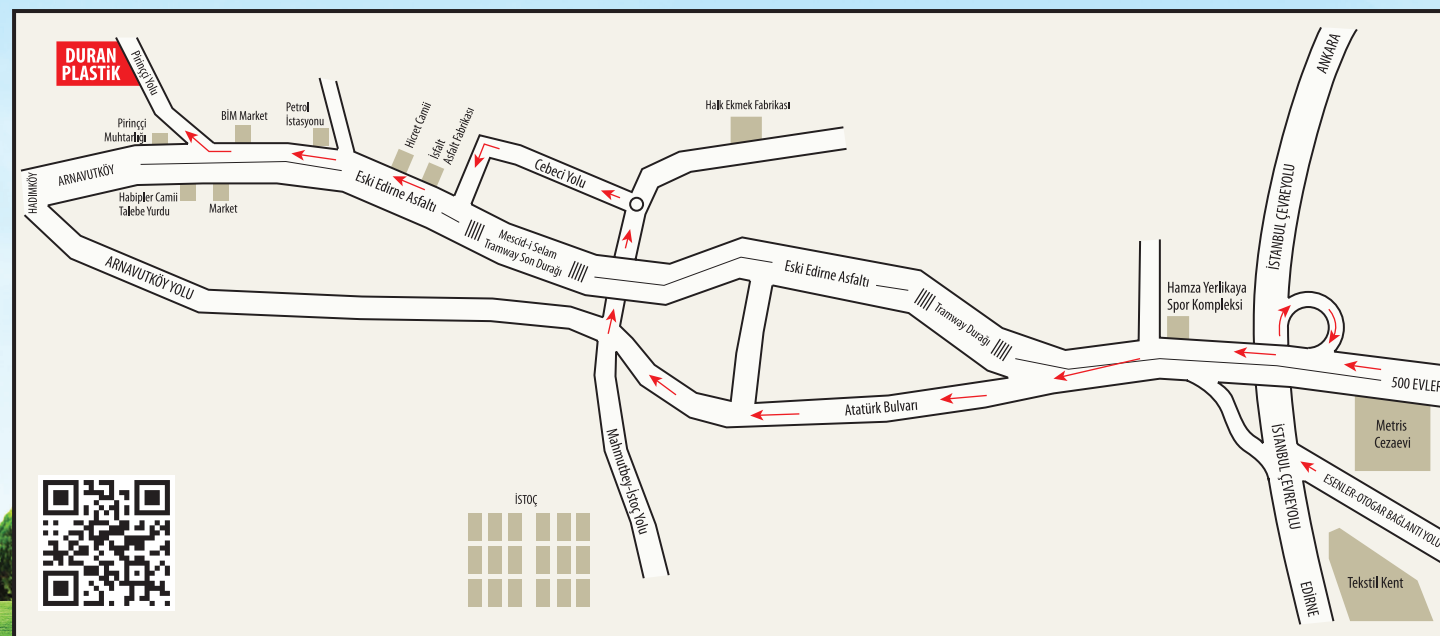 DURAN
PLASTiK
Pirinççi Yolu
Pirinççi
Muhtarlığı
BİM Market
Petrol
İstasyonu
Hicret Camii
İsfalt
Asfalt Fabrikası
Halk Ekmek Fabrikası
ANKARA
HADIMKÖY
ARNAVUTKÖY
Habipler Camii
Talebe Yurdu
Market
Eski Edirne Asfaltı
Cebeci Yolu
Mescid-i Selam
Tramway Son Durağı
ARNAVUTKÖY YOLU
Eski Edirne Asfaltı
Tramway Durağı
Hamza Yerlikaya
Spor Kompleksi
İSTANBUL ÇEVREYOLU
500 EVLER
Atatürk Bulvarı
Metris
Cezaevi
Mahmutbey-İstoç Yolu
İSTOÇ
İSTANBUL ÇEVREYOLU
ESENLER-OTOGAR BAĞLANTI YOLU
Tekstil Kent
EDİRNE